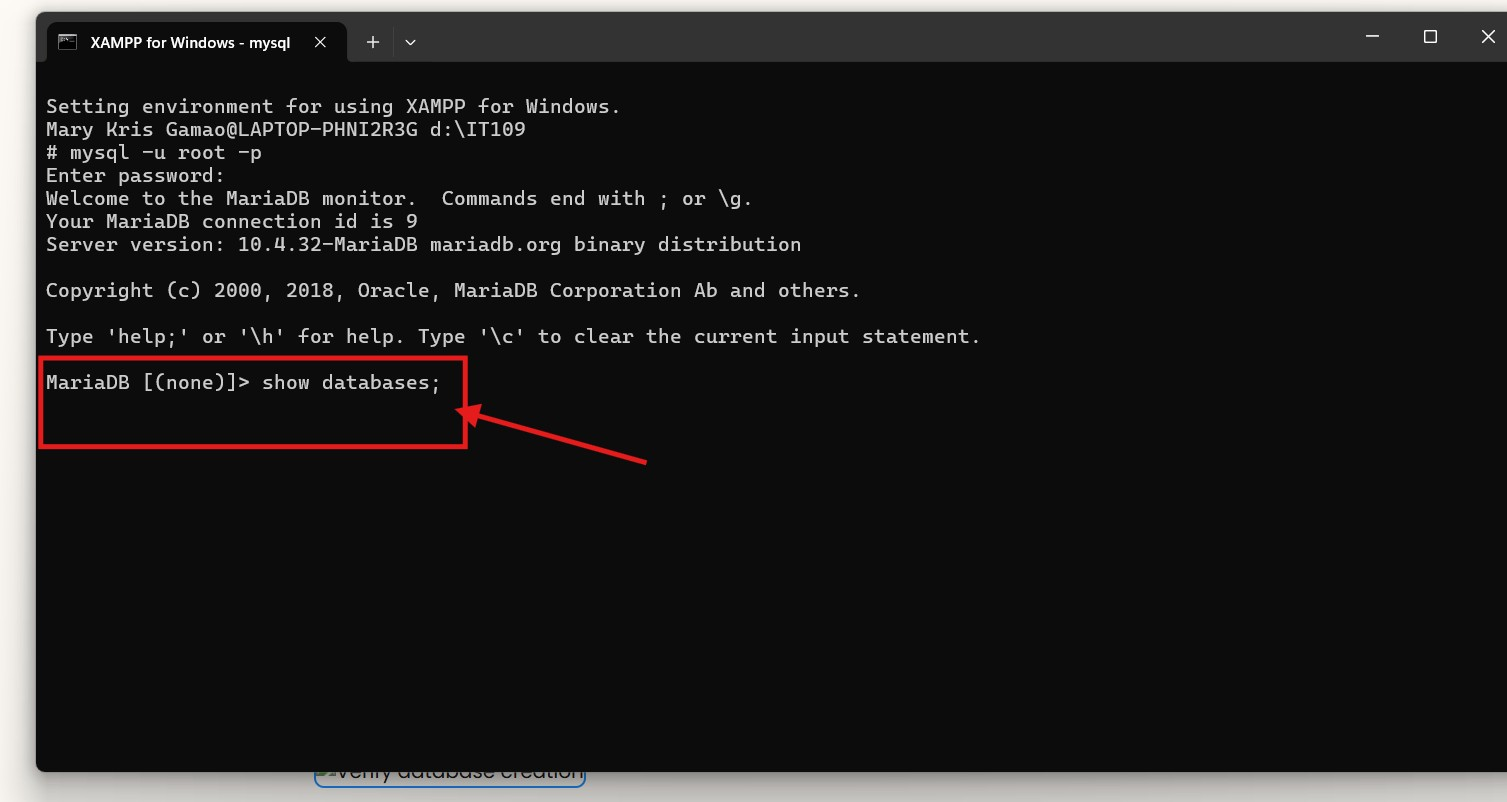 XAMPP for Windows - mysql
Setting environment for using XAMPP for Windows.
Mary Kris Gamao@LAPTOP-PHNI2R3G d:\IT109
# mysql -u root -p
Enter password:
Welcome to the MariaDB monitor.  Commands end with ; or \g.
Your MariaDB connection id is 9
Server version: 10.4.32-MariaDB mariadb.org binary distribution
Copyright (c) 2000, 2018, Oracle, MariaDB Corporation Ab and others.
Type 'help;' or '\h' for help. Type '\c' to clear the current input statement.
MariaDB [(none)]> show databases;
Verify database creation